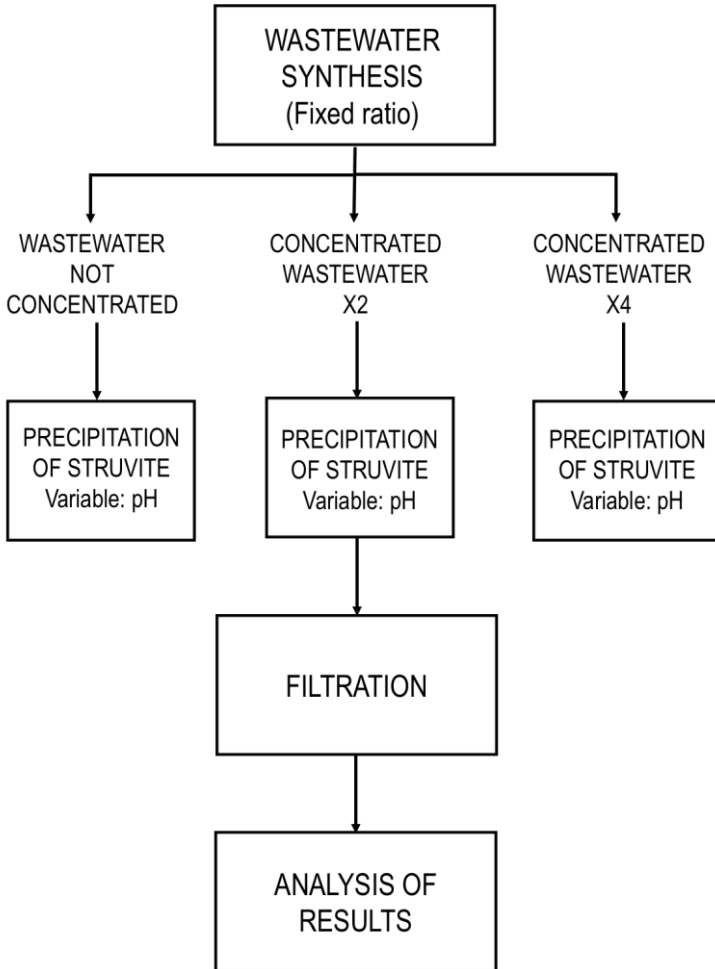 WASTEWATER
SYNTHESIS
(Fixed ratio)
WASTEWATER
NOT
CONCENTRATED
CONCENTRATED
WASTEWATER
X2
CONCENTRATED
WASTEWATER
X4
PRECIPITATION
OF STRUVITE
Variable: pH
PRECIPITATION
OF STRUVITE
Variable: pH
PRECIPITATION
OF STRUVITE
Variable: pH
FILTRATION
ANALYSIS OF
RESULTS